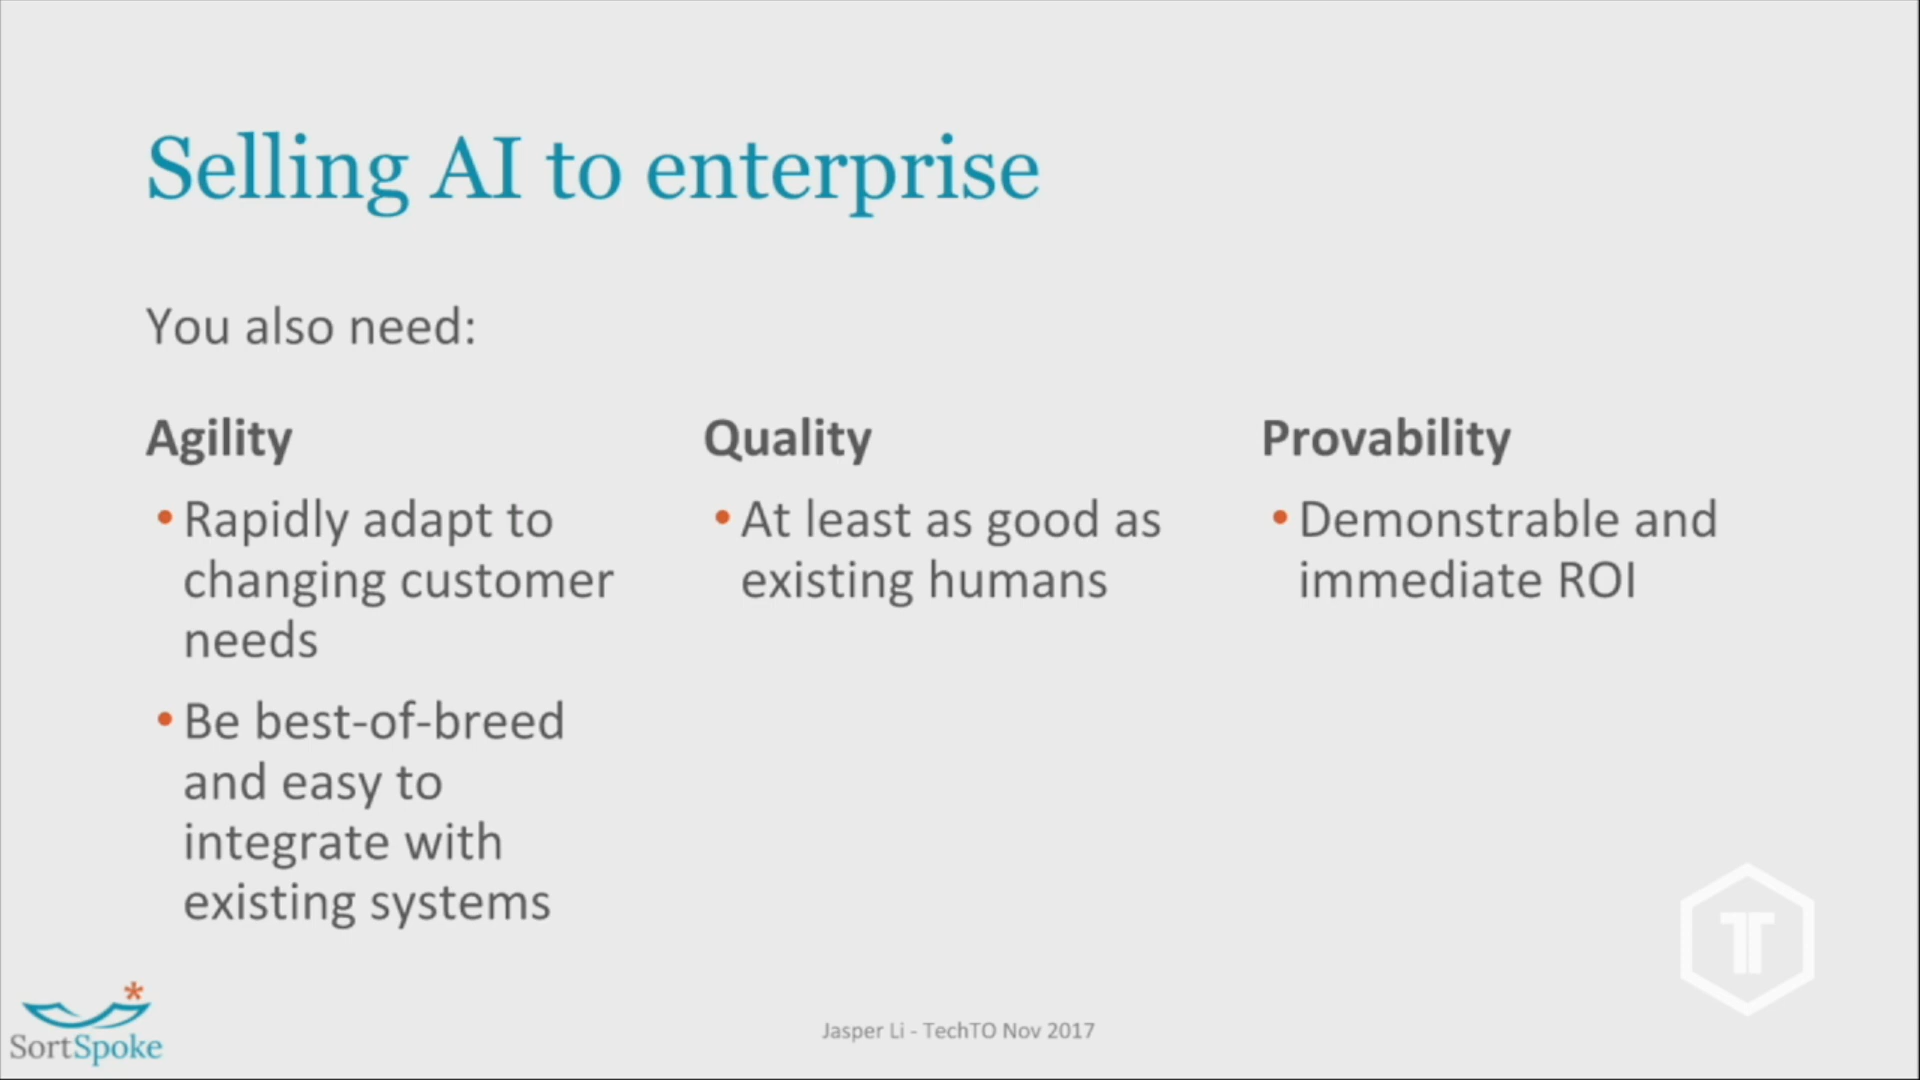 Selling AI to enterprise
You also need:
Agility
• Rapidly adapt to
changing customer
needs
• Be best-of-breed
and easy to
integrate with
existing systems
Quality
• At least as good as
existing humans
Provability
• Demonstrable and
immediate ROI
SortSpoke
Jasper Li - TechTO Nov 2017
TT